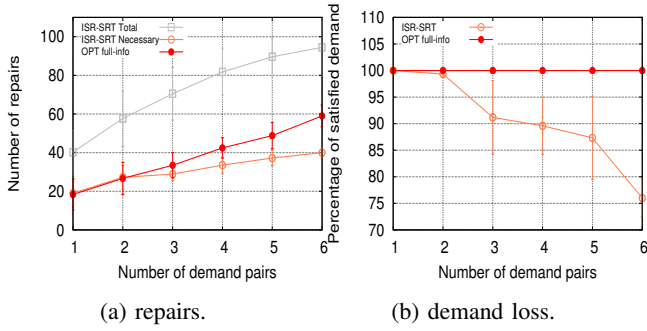 ISR-SRT Total
ISR-SRT Necessary
OPT full-info
Number of repairs
100
80
60
40
20
0
1 2 3 4 5 6
Number of demand pairs
(a) repairs.
ISR-SRT
OPT full-info
Percentage of satisfied demand
110
105
100
95
90
85
80
75
70
1 2 3 4 5 6
Number of demand pairs
(b) demand loss.